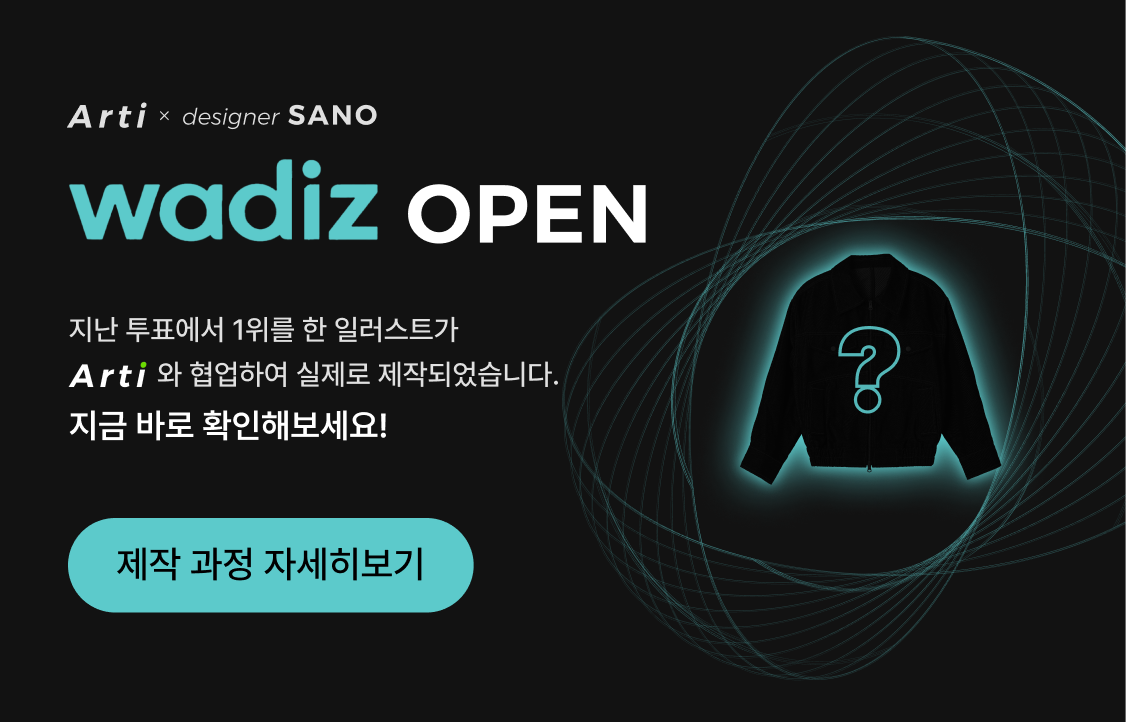 Arti × designer SANO
wadiz OPEN
지난 투표에서 1위를 한 일러스트가
Arti 와 협업하여 실제로 제작되었습니다.
지금 바로 확인해보세요!
?
제작 과정 자세히보기